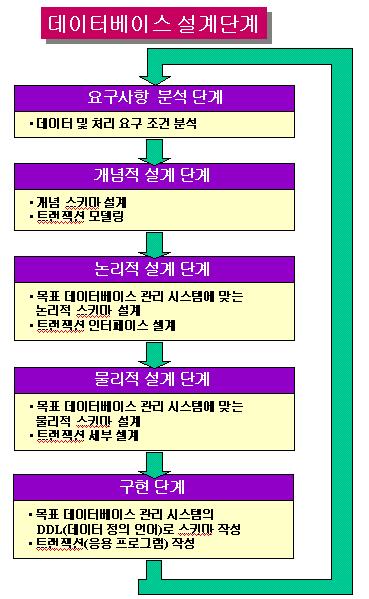 데이터베이스 설계단계
요구사항 분석 단계
• 데이터 및 처리 요구 조건 분석
개념적 설계 단계
• 개념 스키마 설계
• 트랜잭션 모델링
논리적 설계 단계
• 목표 데이터베이스 관리 시스템에 맞는
논리적 스키마 설계
• 트랜잭션 인터페이스 설계
물리적 설계 단계
• 목표 데이터베이스 관리 시스템에 맞는
물리적 스키마 설계
• 트랜잭션 세부 설계
구현 단계
• 목표 데이터베이스 관리 시스템의
DDL(데이터 정의 언어)로 스키마 작성
• 트랜잭션(응용 프로그램) 작성